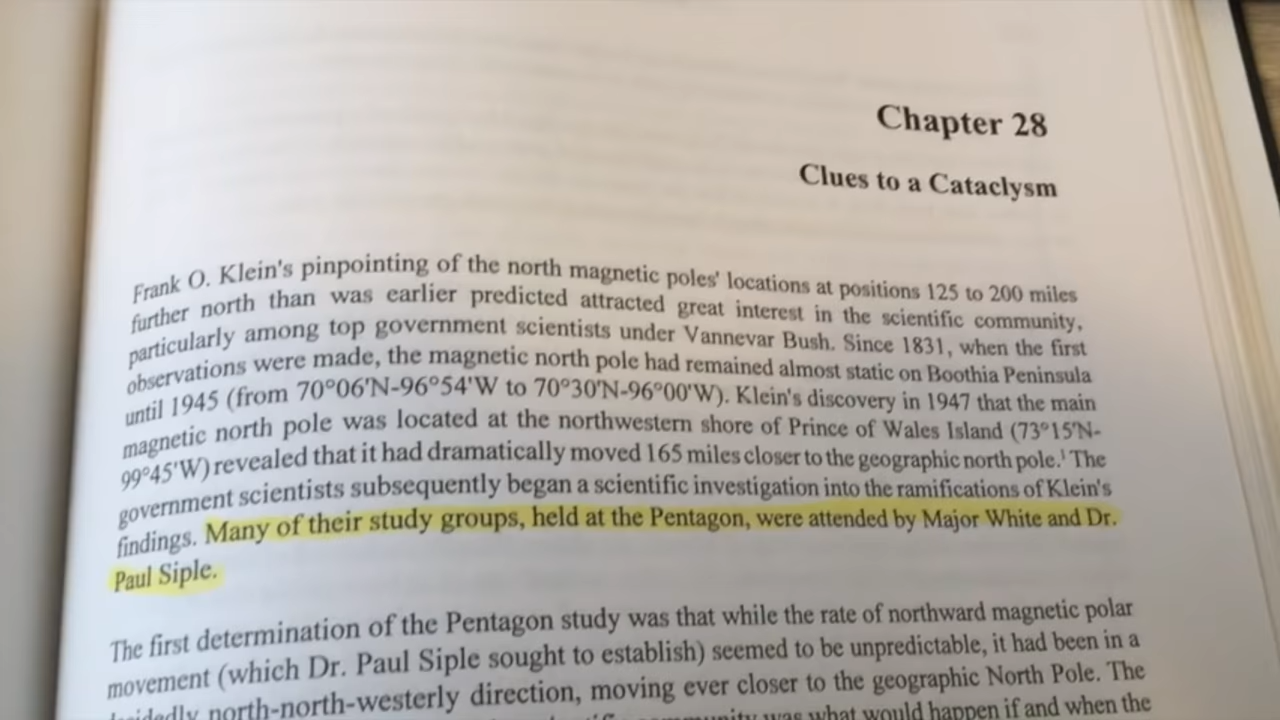 Chapter 28
Clues to a Cataclysm
Frank O. Klein's pinpointing of the north magnetic poles' locations at positions 125 to 200 miles
further north than was earlier predicted attracted great interest in the scientific community,
particularly among top government scientists under Vannevar Bush. Since 1831, when the first
observations were made, the magnetic north pole had remained almost static on Boothia Peninsula
until 1945 (from 70°06'N-96°54'W to 70°30'N-96°00'W). Klein's discovery in 1947 that the main
magnetic north pole was located at the northwestern shore of Prince of Wales Island (73°15'N-
99°45'W) revealed that it had dramatically moved 165 miles closer to the geographic north pole.¹ The
government scientists subsequently began a scientific investigation into the ramifications of Klein's
findings. Many of their study groups, held at the Pentagon, were attended by Major White and Dr.
Paul Siple.
The first determination of the Pentagon study was that while the rate of northward magnetic polar
movement (which Dr. Paul Siple sought to establish) seemed to be unpredictable, it had been in a
north-north-westerly direction, moving ever closer to the geographic North Pole. The
was what would happen if and when the